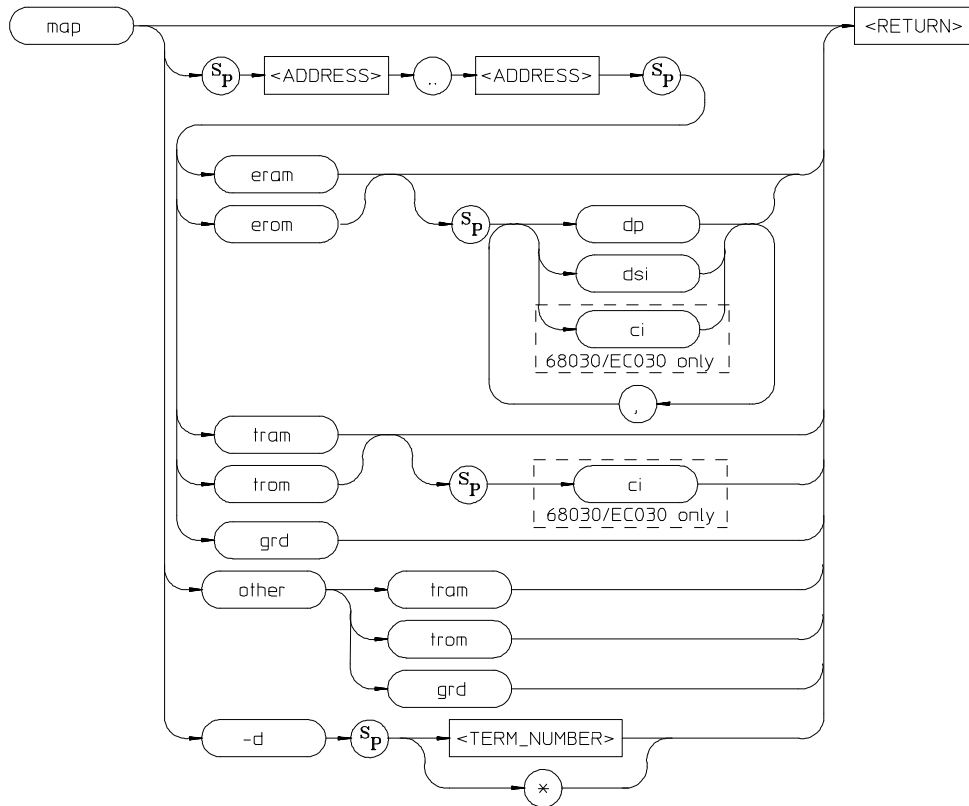 map <RETURN>
SP <ADDRESS> .. <ADDRESS> SP
eram
erom SP dp
dsi
ci
68030/EC030 only
,
tram
trom SP ci
68030/EC030 only
grd
other tram
trom
grd
-d SP <TERM_NUMBER>
*